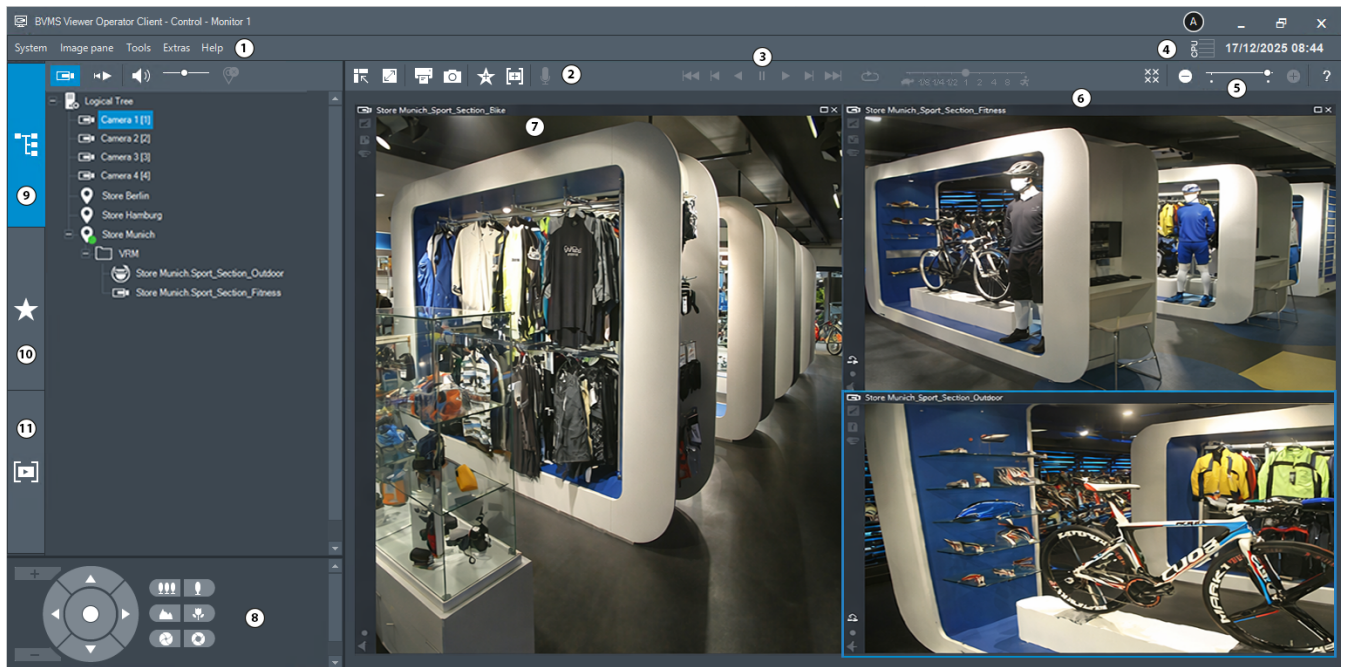 BVMS Viewer Operator Client - Control - Monitor 1
A
System Image pane Tools Extras Help 1
3
4
17/12/2025 08:44
2
5
?
6
Logical Tree
Camera 1 [1]
Camera 2 [2]
Camera 3 [3]
Camera 4 [4]
Store Berlin
Store Hamburg
Store Munich
VRM
Store Munich.Sport_Section_Outdoor
Store Munich.Sport_Section_Fitness
9
10
11
8
Store Munich_Sport_Section_Bike
7
Store Munich_Sport_Section_Fitness
Store Munich_Sport_Section_Outdoor
CUDA